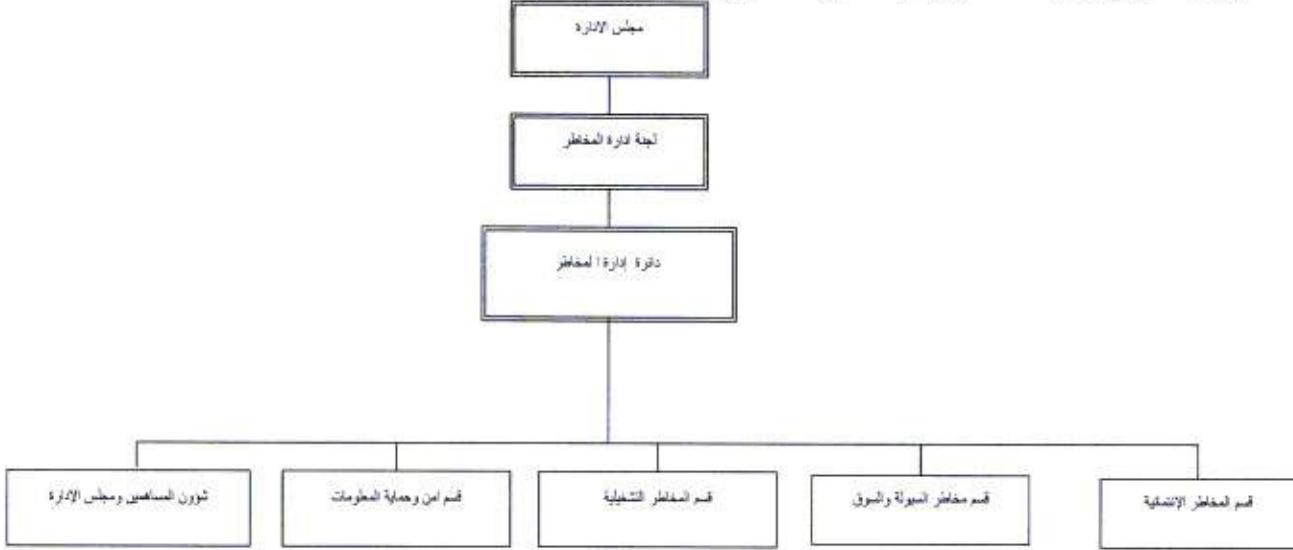 مجلس الادارة
لجنة ادارة المخاطر
دائرة إدارة المخاطر
قسم المخاطر الإئتمانية
قسم مخاطر السيولة والسوق
قسم المخاطر التشغيلية
قسم امن وحماية المعلومات
شؤون المساهمين ومجلس الإدارة